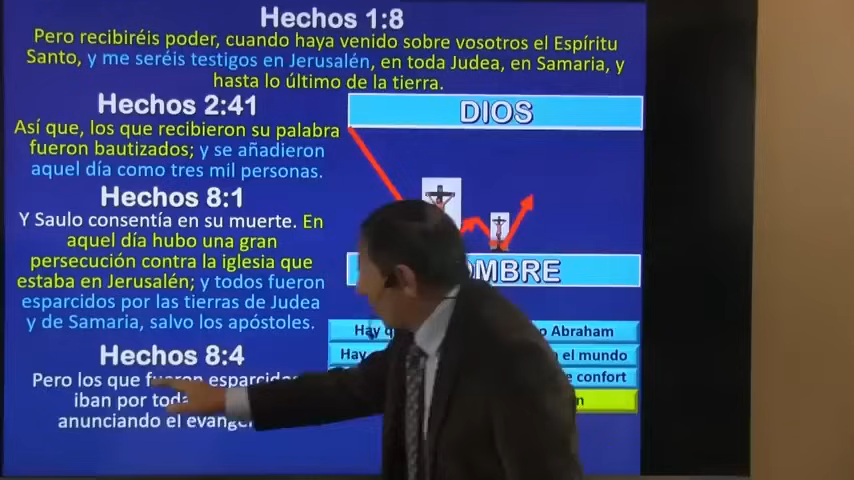 Hechos 1:8
Pero recibiréis poder, cuando haya venido sobre vosotros el Espíritu
Santo, y me seréis testigos en Jerusalén, en toda Judea, en Samaria, y
hasta lo último de la tierra.
Hechos 2:41
Así que, los que recibieron su palabra
fueron bautizados; y se añadieron
aquel día como tres mil personas.
Hechos 8:1
Y Saulo consentía en su muerte. En
aquel día hubo una gran
persecución contra la iglesia que
estaba en Jerusalén; y todos fueron
esparcidos por las tierras de Judea
y de Samaria, salvo los apóstoles.
Hechos 8:4
Pero los que
iban por
anunciando el
DIOS
Hay
Abraham
Hay
el mundo
confort